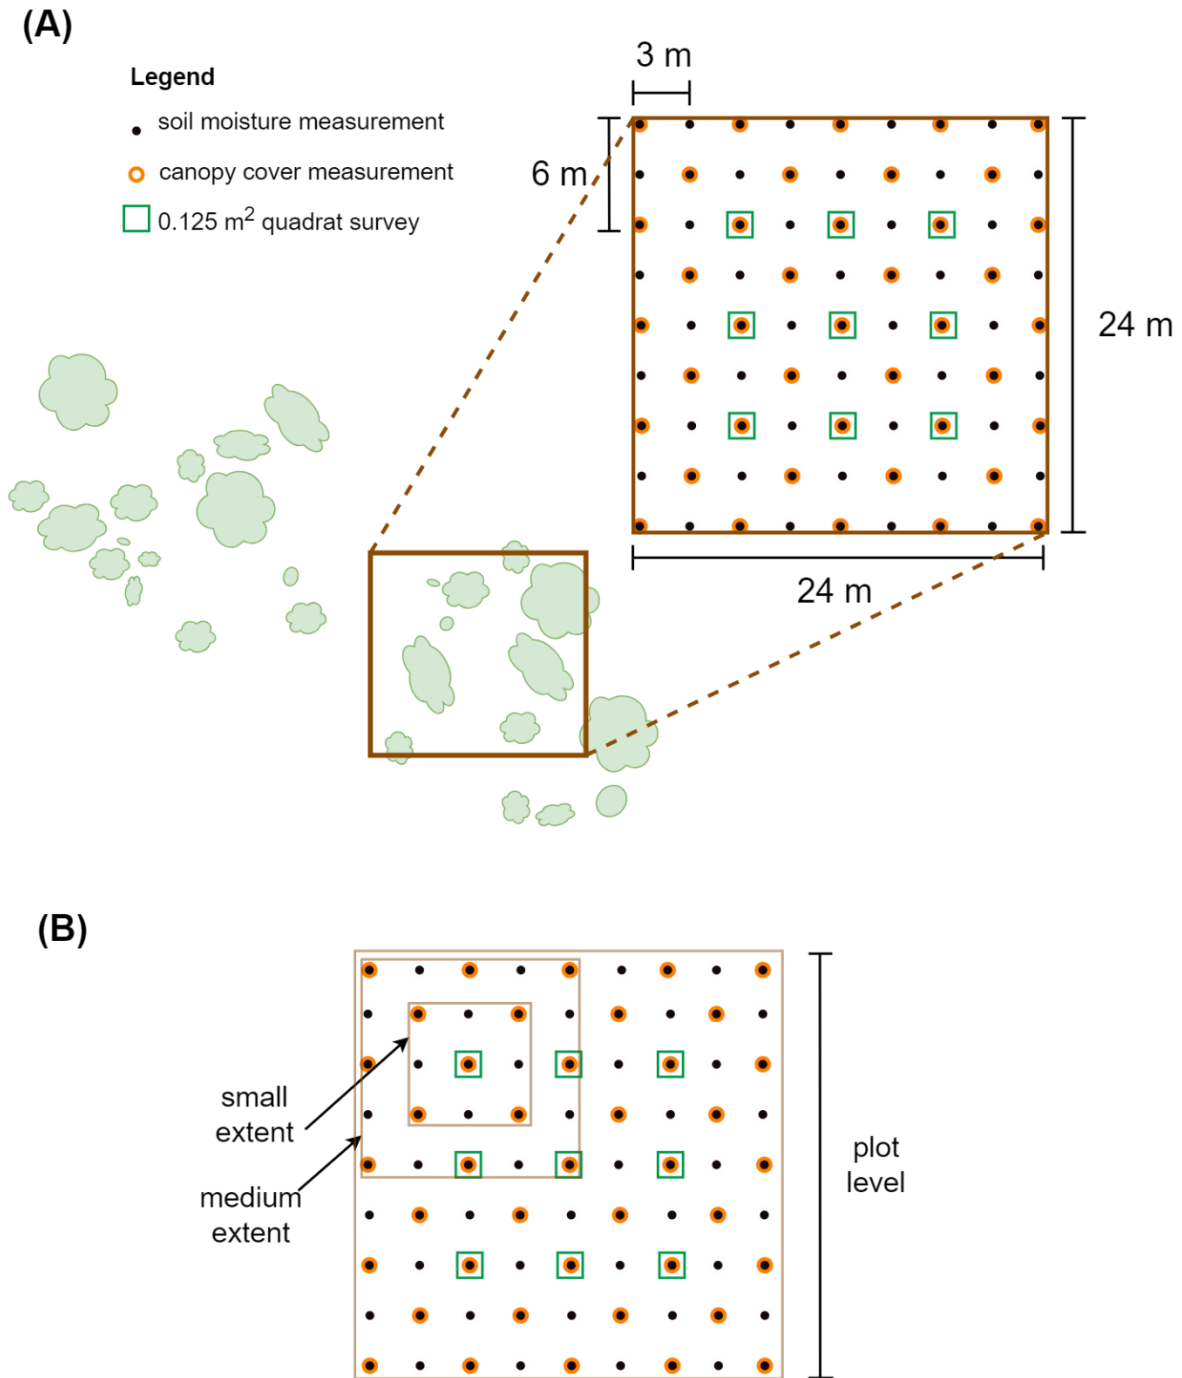 (A)
Legend
soil moisture measurement
canopy cover measurement
0.125 m² quadrat survey
3 m
6 m
24 m
24 m
(B)
small
extent
medium
extent
plot
level